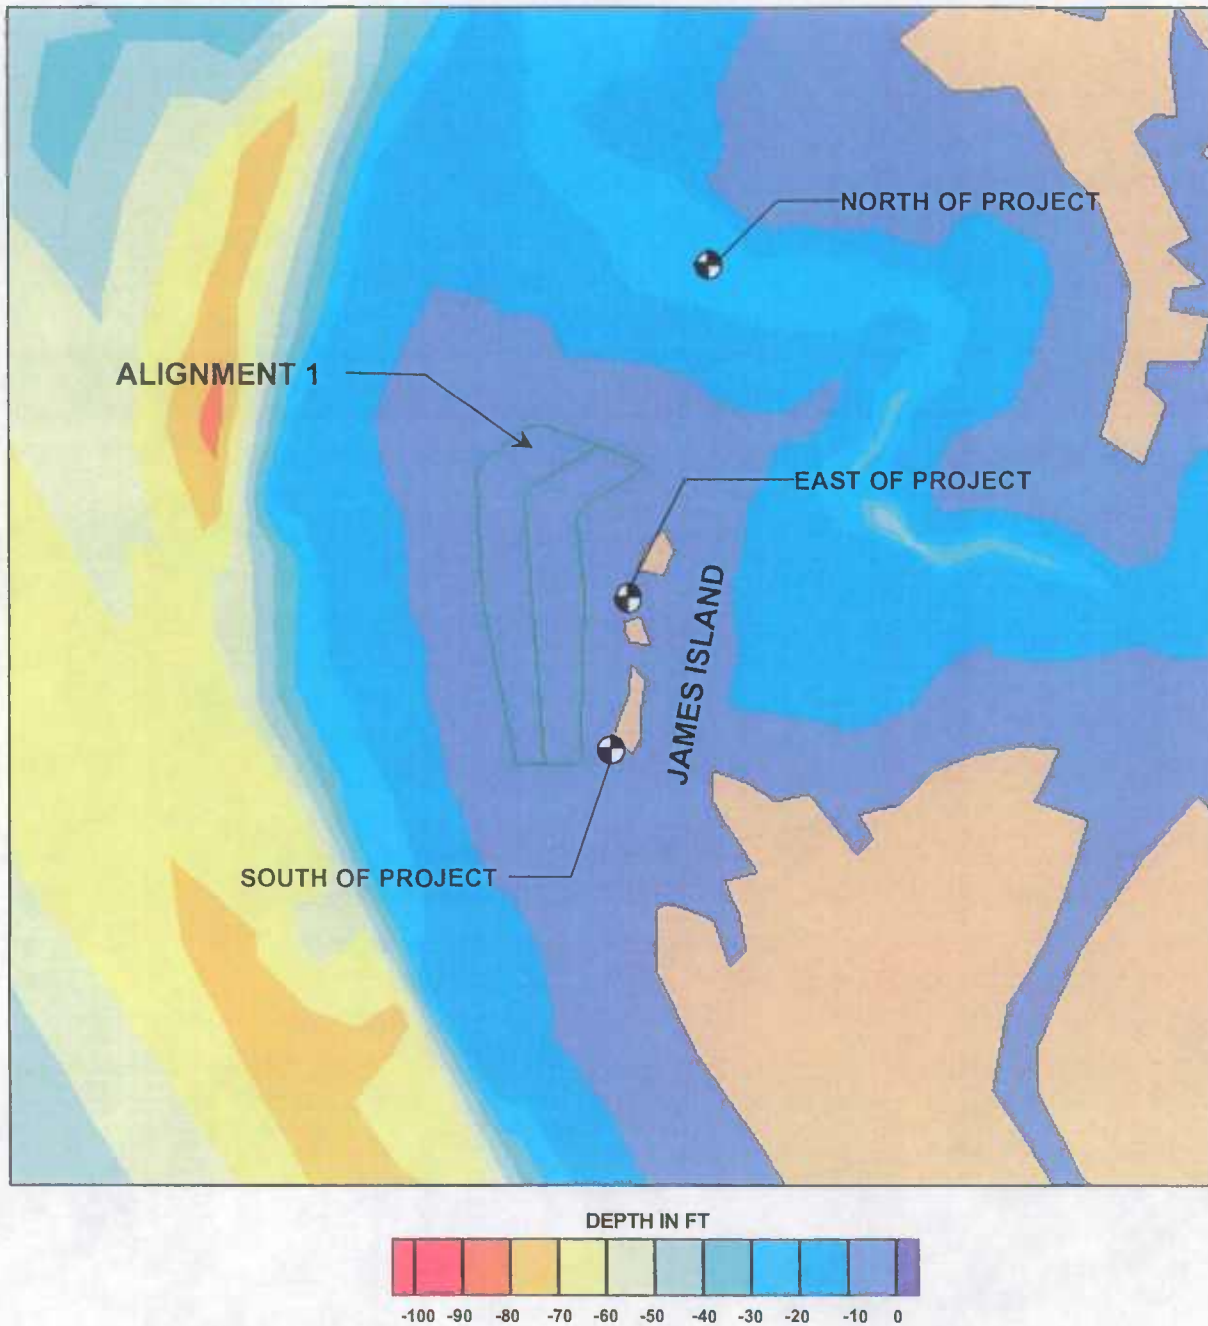 NORTH OF PROJECT
ALIGNMENT 1
EAST OF PROJECT
JAMES ISLAND
SOUTH OF PROJECT
DEPTH IN FT
-100 -90 -80 -70 -60 -50 -40 -30 -20 -10 0